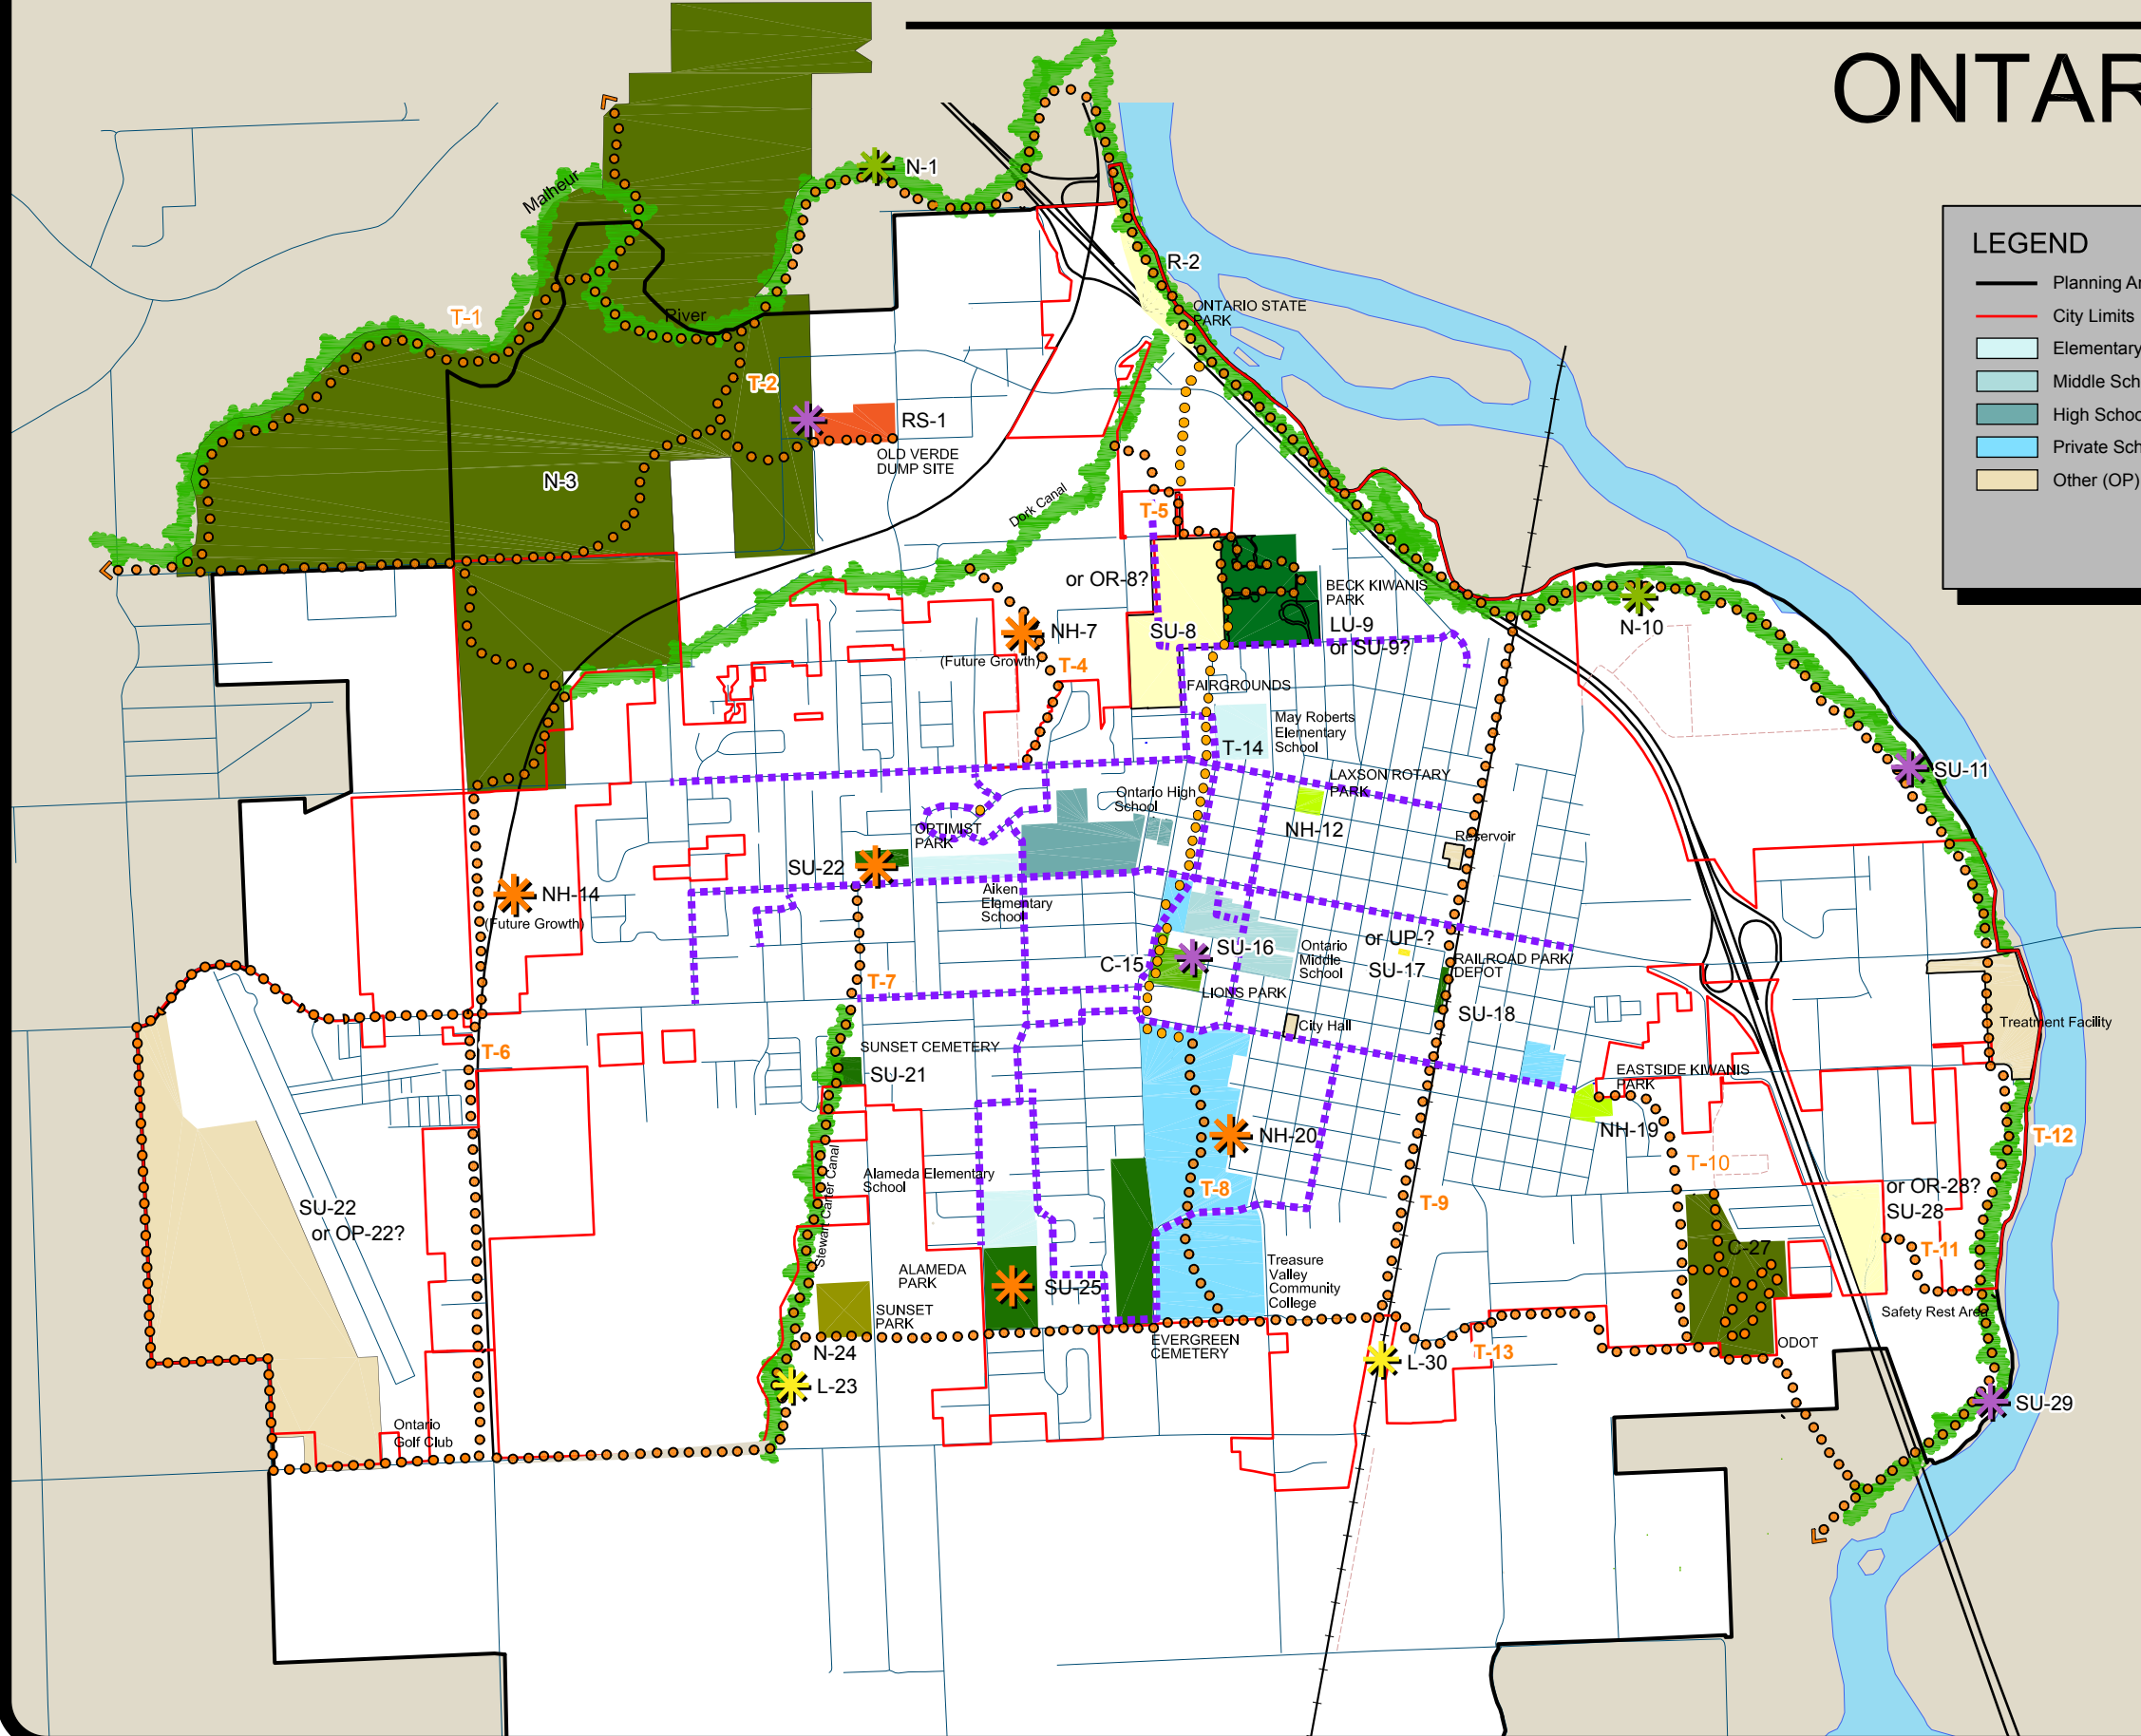 ONTAR
LEGEND
Planning Ar
City Limits
Elementary
Middle Sch
High Schoo
Private Sch
Other (OP)
N-1
Malheur
R-2
ONTARIO STATE
PARK
T-1
River
T-2
RS-1
OLD VERDE
DUMP SITE
N-3
Dork Canal
T-5
or OR-8?
BECK KIWANIS
PARK
LU-9
or SU-9?
N-10
NH-7
(Future Growth)
T-4
SU-8
FAIRGROUNDS
May Roberts
Elementary
School
T-14
SU-11
LAXSON ROTARY
PARK
NH-12
Ontario High
School
OPTIMIST
PARK
Reservoir
SU-22
NH-14
(Future Growth)
Aiken
Elementary
School
SU-16
C-15
Ontario
Middle
School
or UP-?
SU-17
RAILROAD PARK/
DEPOT
LIONS PARK
T-7
SU-18
City Hall
Treatment Facility
T-6
SUNSET CEMETERY
SU-21
EASTSIDE KIWANIS
PARK
NH-19
NH-20
T-12
T-10
Stewart Carter Canal
Alameda Elementary
School
T-8
T-9
SU-22
or OP-22?
or OR-28?
SU-28
C-27
T-11
ALAMEDA
PARK
SU-25
Treasure
Valley
Community
College
SUNSET
PARK
Safety Rest Area
N-24
EVERGREEN
CEMETERY
L-30
T-13
ODOT
L-23
SU-29
Ontario
Golf Club